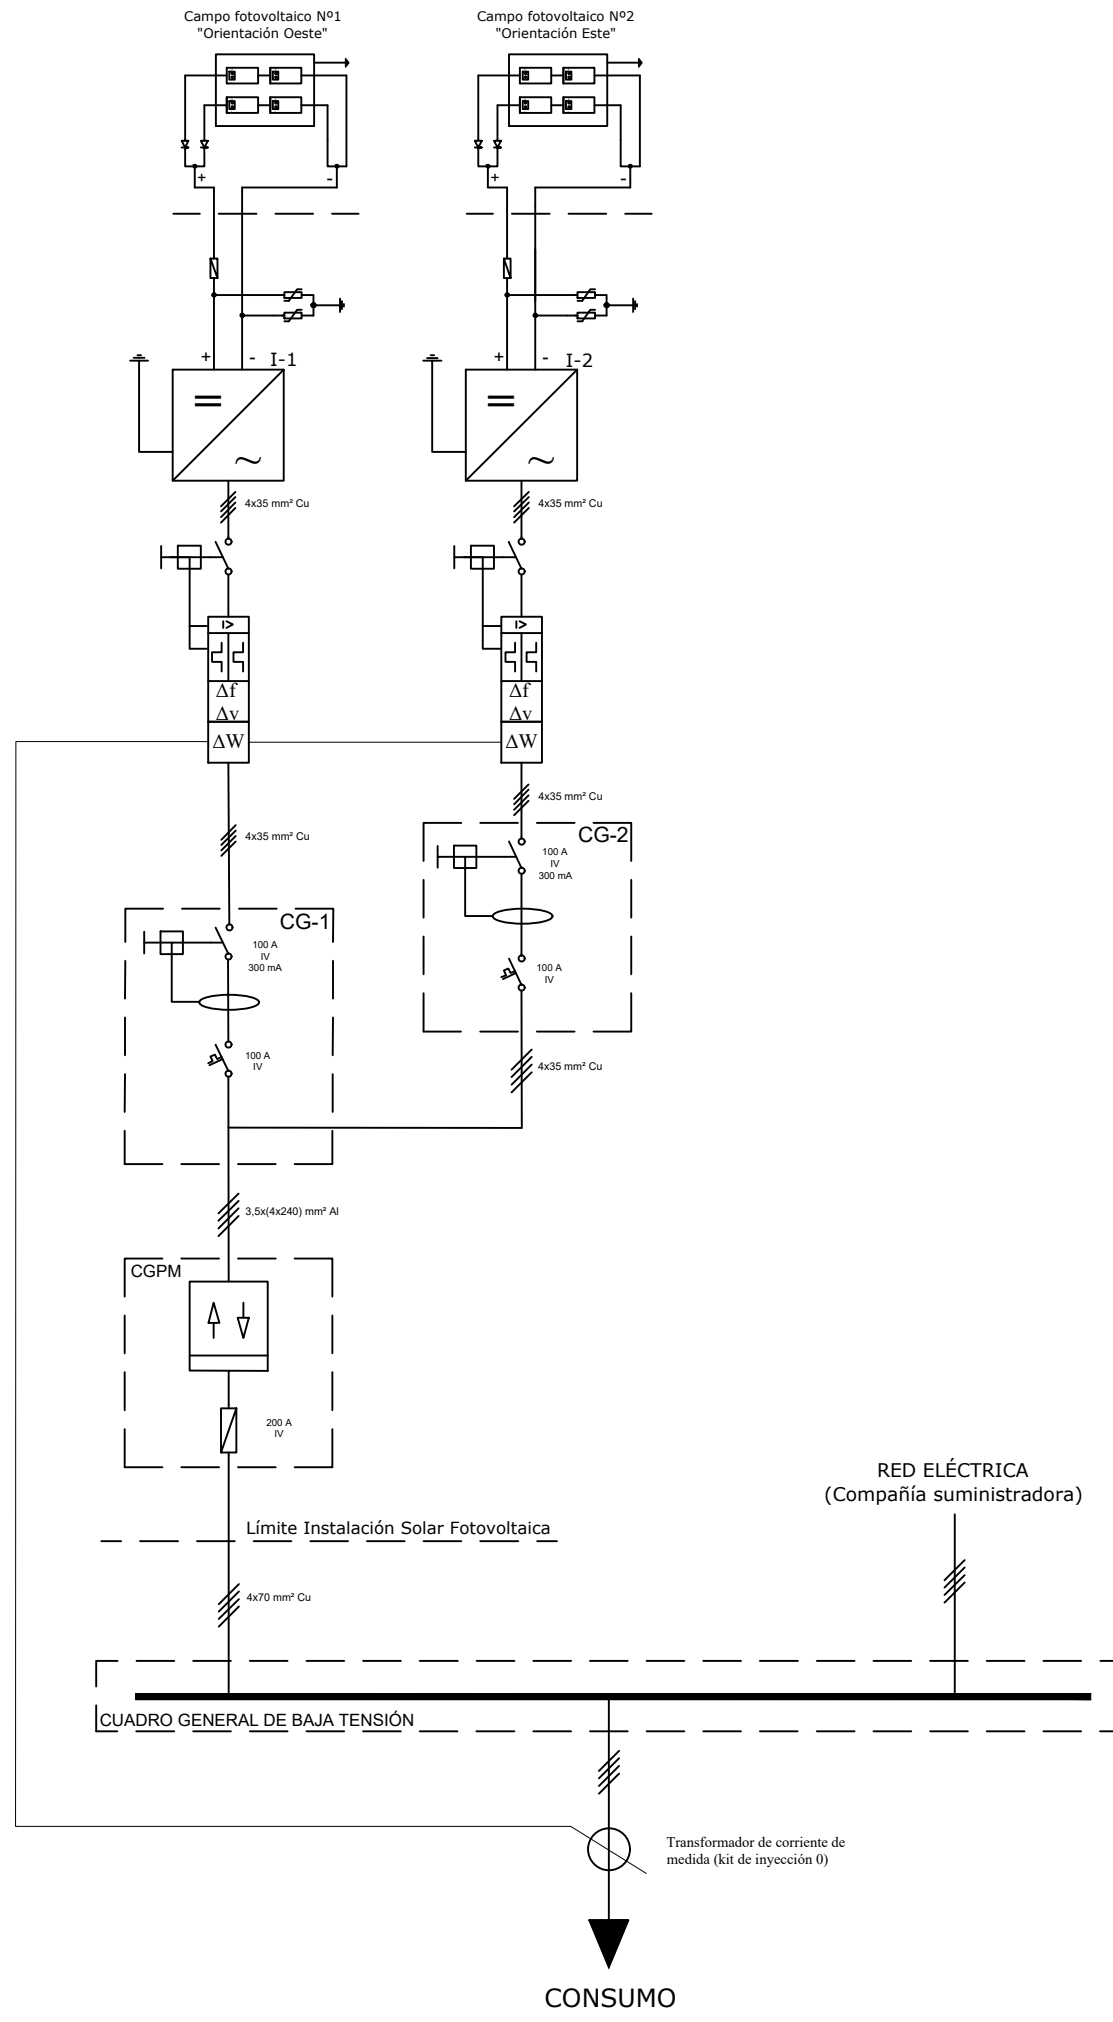 Campo fotovoltaico Nº1
"Orientación Oeste"
Campo fotovoltaico Nº2
"Orientación Este"
+
-
+
-
+
-
I-1
+
-
I-2
4x35 mm² Cu
4x35 mm² Cu
I>
I>
Δf
Δv
ΔW
Δf
Δv
ΔW
4x35 mm² Cu
4x35 mm² Cu
CG-2
100 A
IV
300 mA
100 A
IV
CG-1
100 A
IV
300 mA
100 A
IV
4x35 mm² Cu
3,5x(4x240) mm² Al
CGPM
200 A
IV
RED ELÉCTRICA
(Compañía suministradora)
Límite Instalación Solar Fotovoltaica
4x70 mm² Cu
CUADRO GENERAL DE BAJA TENSIÓN
Transformador de corriente de
medida (kit de inyección 0)
CONSUMO